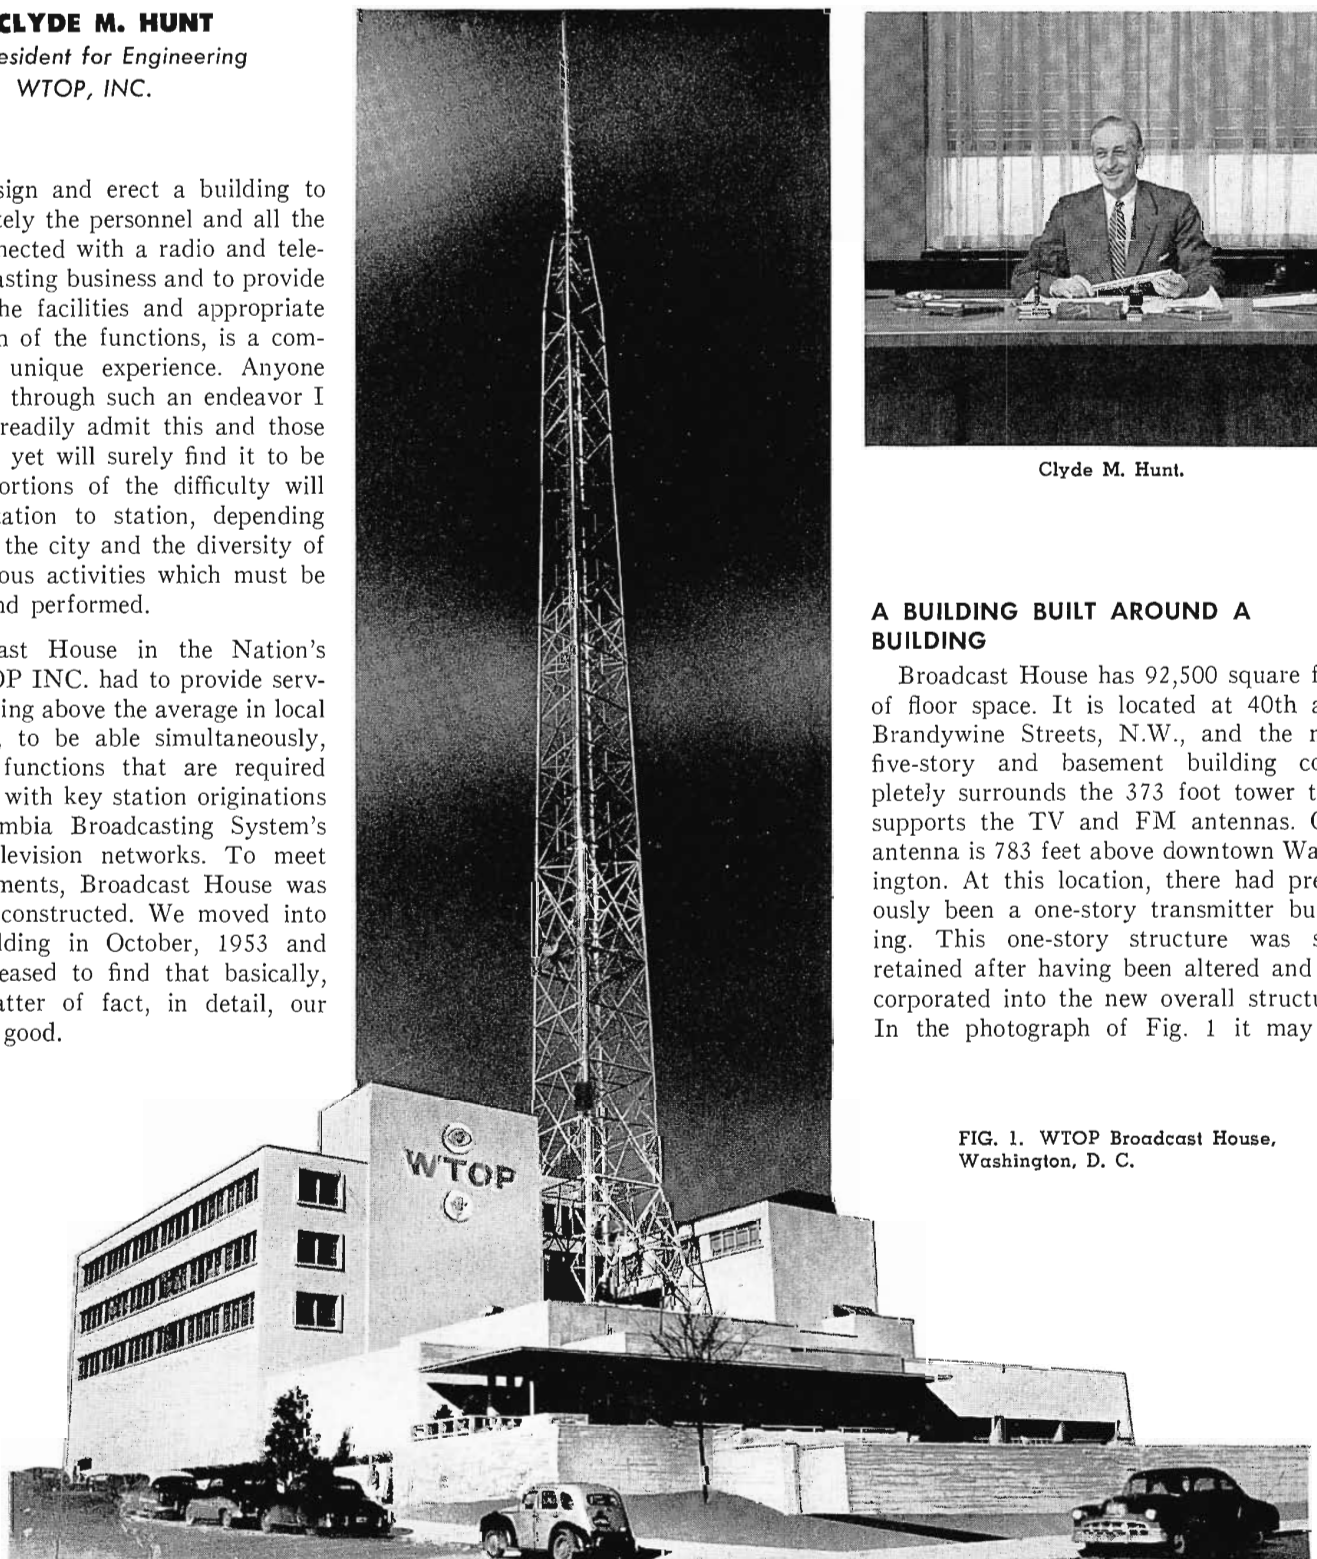 CLYDE M. HUNT
esident for Engineering
WTOP, INC.
sign and erect a building to
tely the personnel and all the
nected with a radio and tele-
asting business and to provide
he facilities and appropriate
n of the functions, is a com-
unique experience. Anyone
through such an endeavor I
readily admit this and those
yet will surely find it to be
ortions of the difficulty will
tation to station, depending
the city and the diversity of
ous activities which must be
nd performed.
ast House in the Nation's
OP INC. had to provide serv-
ing above the average in local
, to be able simultaneously,
functions that are required
with key station originations
mbia Broadcasting System's
levision networks. To meet
ments, Broadcast House was
constructed. We moved into
lding in October, 1953 and
eased to find that basically,
atter of fact, in detail, our
good.
Clyde M. Hunt.
A BUILDING BUILT AROUND A
BUILDING
Broadcast House has 92,500 square f
of floor space. It is located at 40th a
Brandywine Streets, N.W., and the n
five-story and basement building co
pletely surrounds the 373 foot tower t
supports the TV and FM antennas. O
antenna is 783 feet above downtown Wa
ington. At this location, there had pre
ously been a one-story transmitter bu
ing. This one-story structure was s
retained after having been altered and
corporated into the new overall structu
In the photograph of Fig. 1 it may
FIG. 1. WTOP Broadcast House,
Washington, D. C.
WTOP